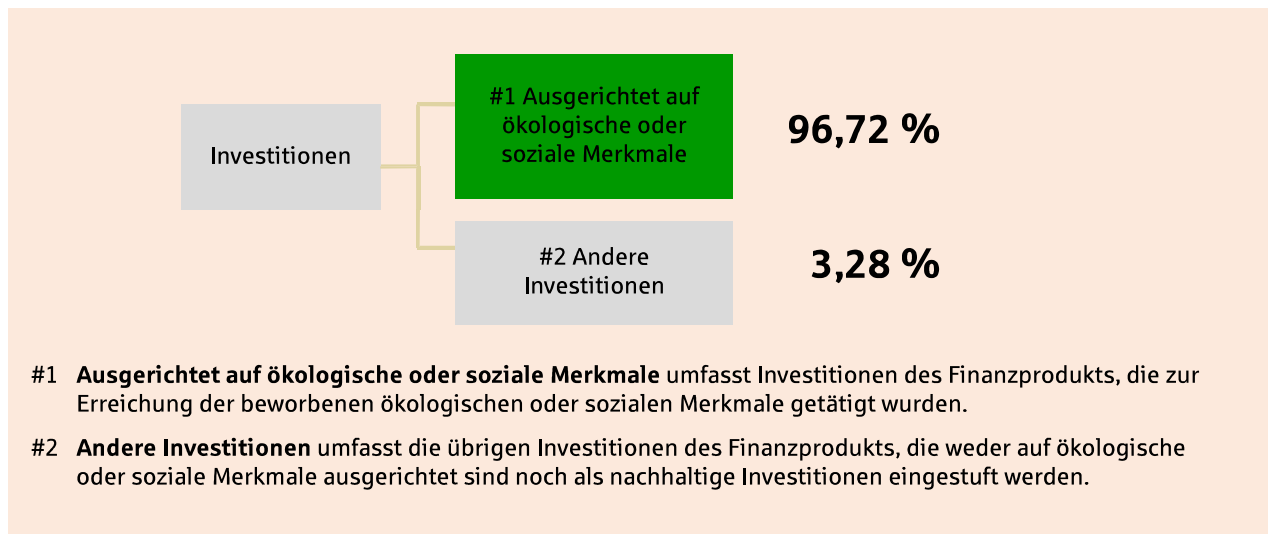 #1 Ausgerichtet auf
ökologische oder
soziale Merkmale
96,72 %
Investitionen
#2 Andere
Investitionen
3,28 %
#1 Ausgerichtet auf ökologische oder soziale Merkmale umfasst Investitionen des Finanzprodukts, die zur
Erreichung der beworbenen ökologischen oder sozialen Merkmale getätigt wurden.
#2 Andere Investitionen umfasst die übrigen Investitionen des Finanzprodukts, die weder auf ökologische
oder soziale Merkmale ausgerichtet sind noch als nachhaltige Investitionen eingestuft werden.